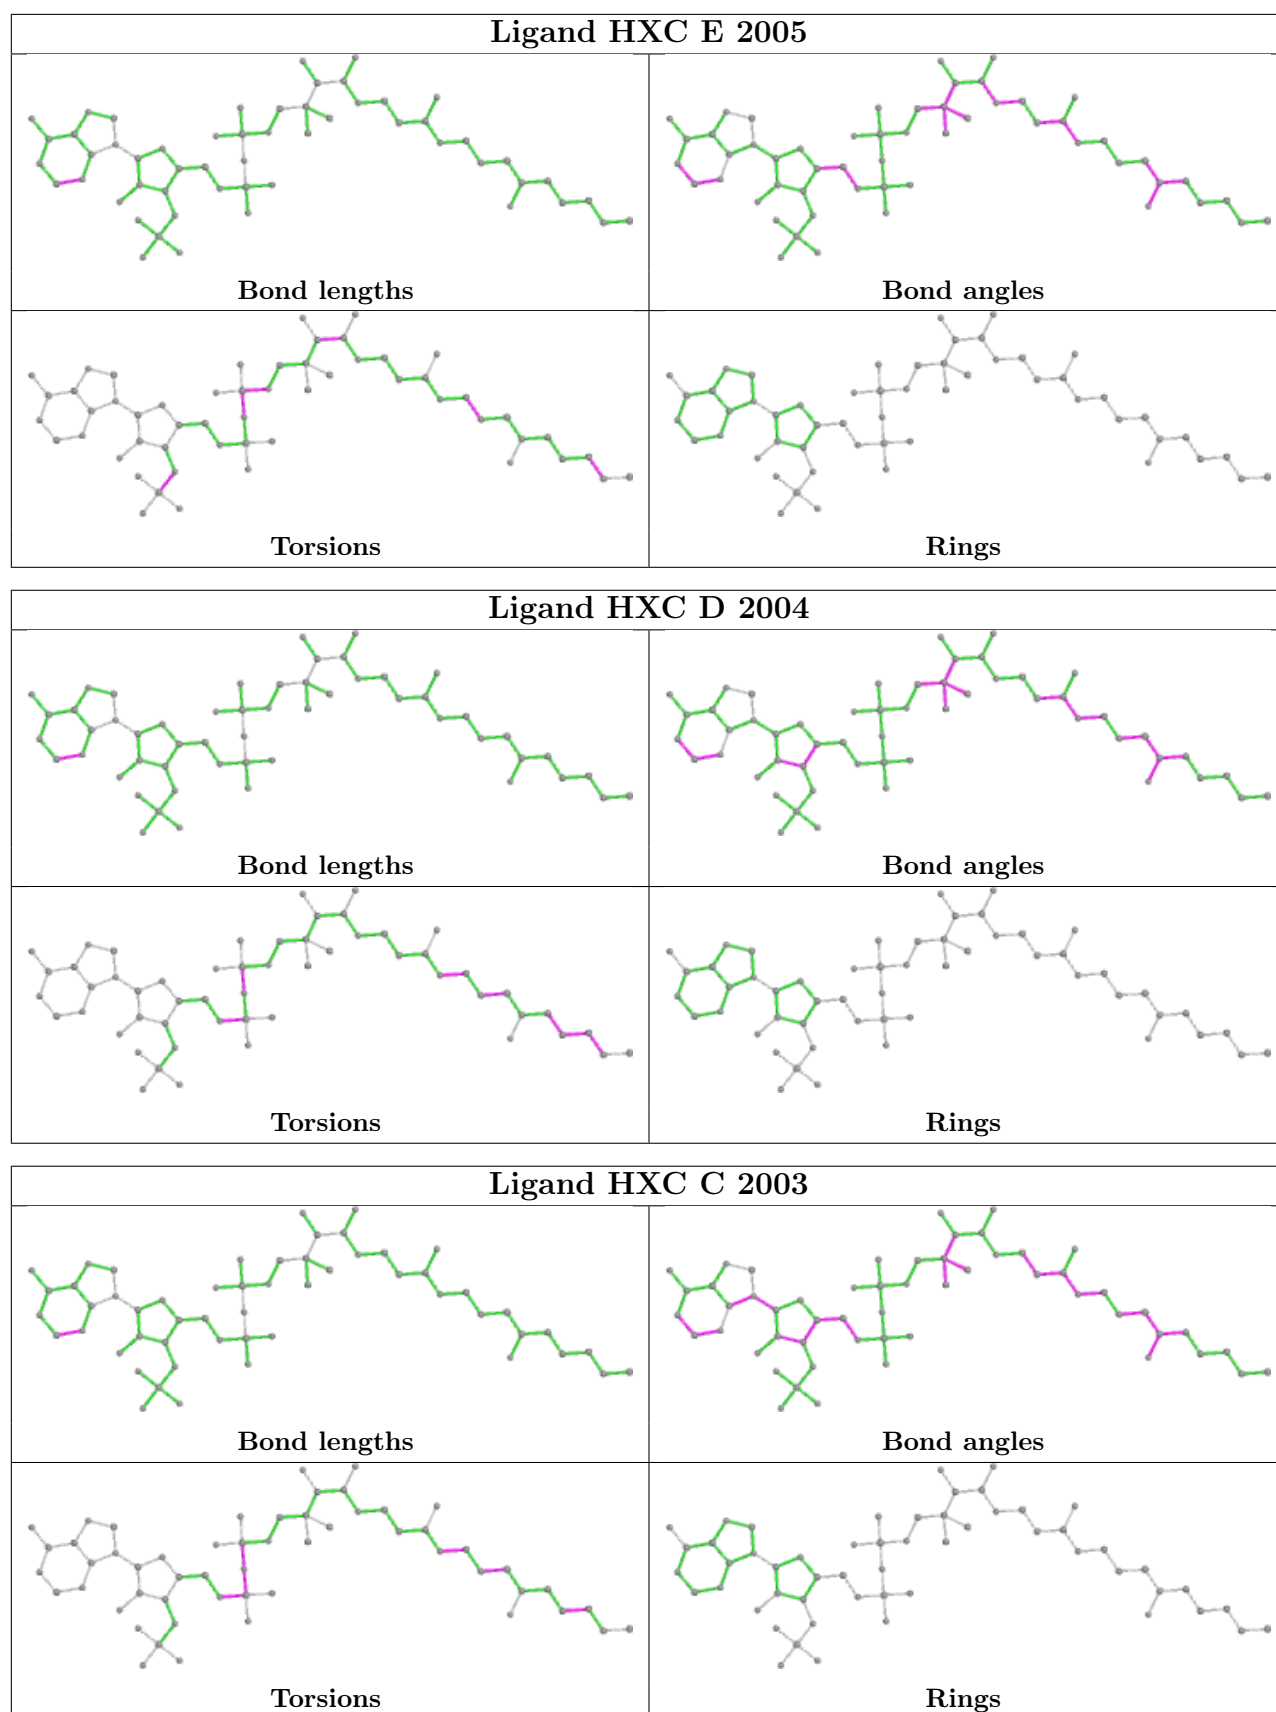 Ligand HXC E 2005
Bond lengths
Bond angles
Torsions
Rings
Ligand HXC D 2004
Bond lengths
Bond angles
Torsions
Rings
Ligand HXC C 2003
Bond lengths
Bond angles
Torsions
Rings